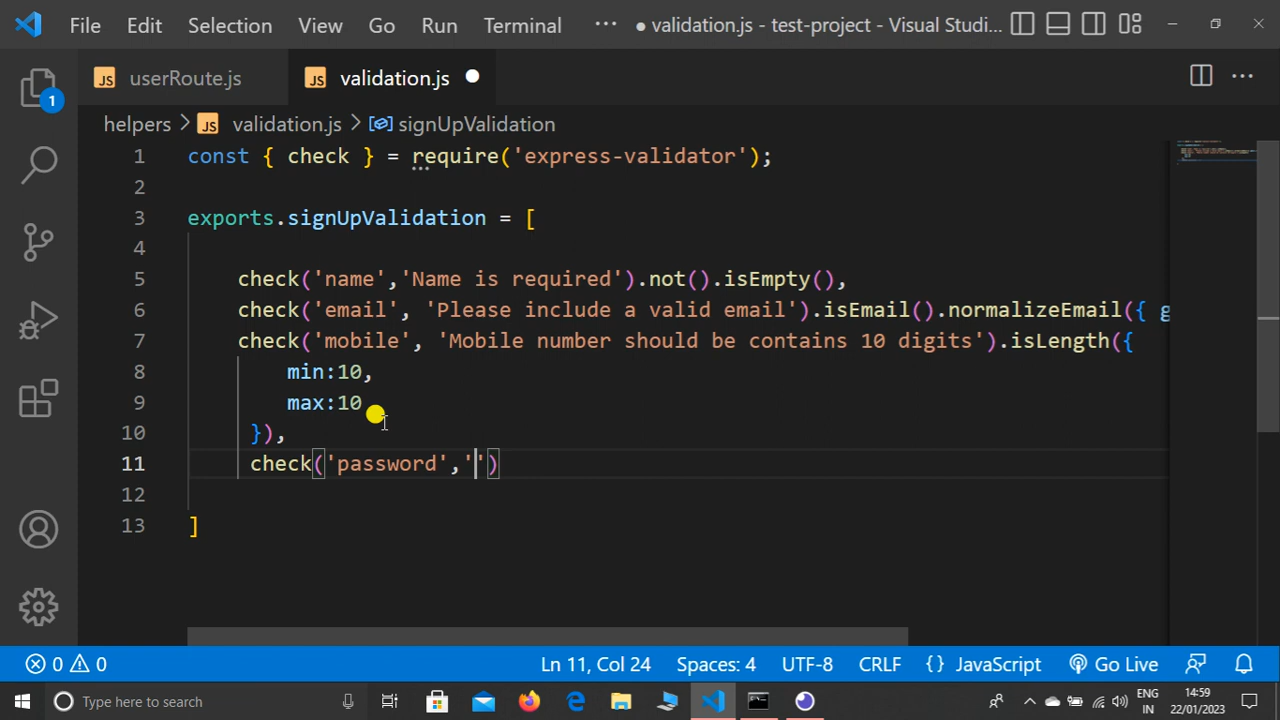 File Edit Selection View Go Run Terminal ··· ● validation.js - test-project - Visual Studi...
JS userRoute.js JS validation.js
1
helpers > JS validation.js > signUpValidation
1 const { check } = require('express-validator');
2
3 exports.signUpValidation = [
4
5 check('name','Name is required').not().isEmpty(),
6 check('email', 'Please include a valid email').isEmail().normalizeEmail({ g
7 check('mobile', 'Mobile number should be contains 10 digits').isLength({
8 min:10,
9 max:10
10 }),
11 check('password','')
12
13 ]
0 0 Ln 11, Col 24 Spaces: 4 UTF-8 CRLF {} JavaScript Go Live
Type here to search ENG IN 14:59 22/01/2023